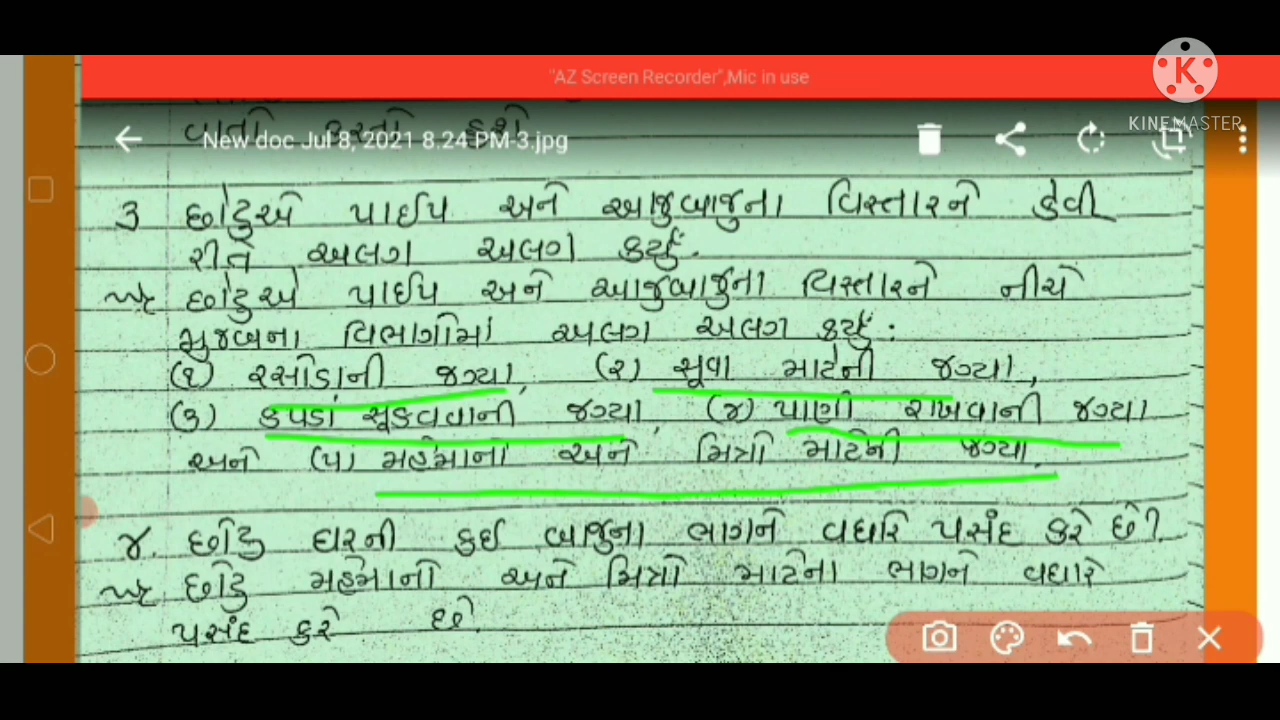 "AZ Screen Recorder",Mic in use
KINEMASTER
New doc Jul 8, 2021 8.24 PM-3.jpg
3 છોટુએ પાઈપ અને આજુબાજુના વિસ્તારને કેવી
રીતે અલગ અલગ કર્યું.
છોટુએ પાઈપ અને આજુબાજુના વિસ્તારને નીચે
મુજબના વિભાગોમાં અલગ અલગ કર્યું:
(૧) રસોડાંની જગ્યા, (૨) સૂવા માટેની જગ્યા,
(૩) કપડાં સૂકવવાની જગ્યા, (૪) પાણી રાખવાની જગ્યા
અને (૫) મહેમાનો અને મિત્રો માટેની જગ્યા.
૪. છોટુ ઘરની કઈ બાજુના ભાગને વધારે પસંદ કરે છે?
છોટુ મહેમાનો અને મિત્રો માટેના ભાગને વધારે
પસંદ કરે છે.